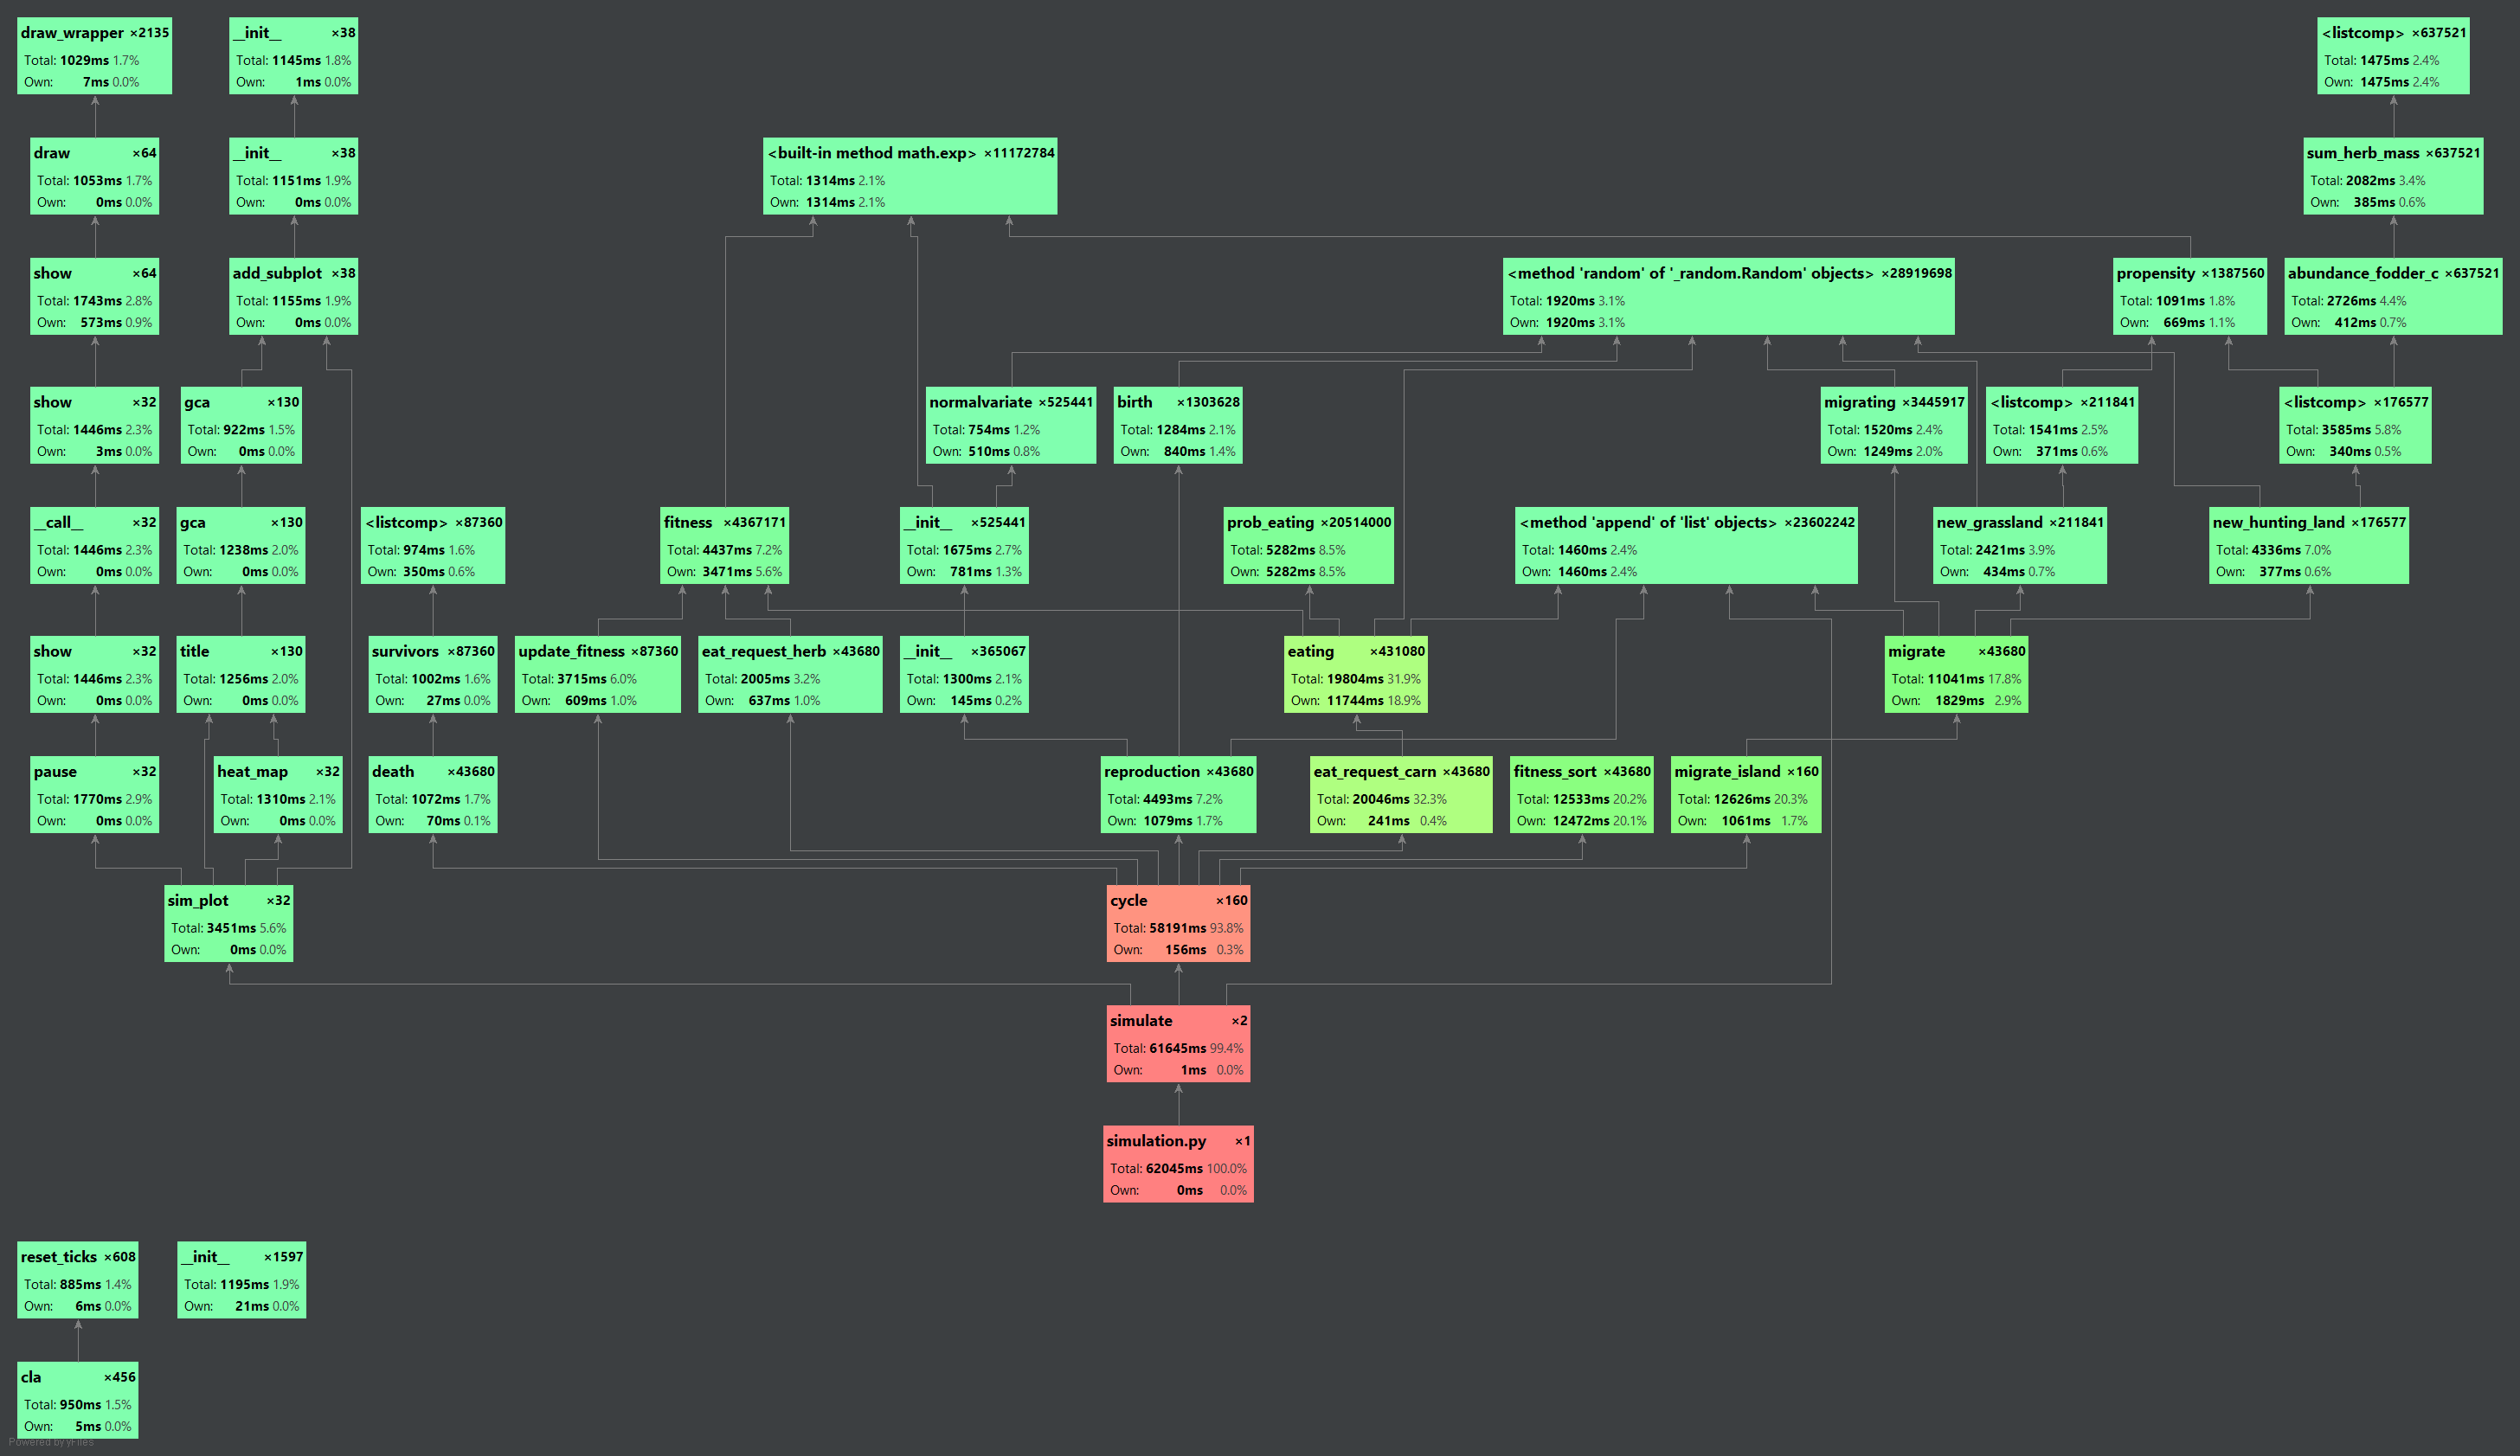 draw_wrapper ×2135
Total: 1029ms 1.7%
Own: 7ms 0.0%
__init__ ×38
Total: 1145ms 1.8%
Own: 1ms 0.0%
<listcomp> ×637521
Total: 1475ms 2.4%
Own: 1475ms 2.4%
draw ×64
Total: 1053ms 1.7%
Own: 0ms 0.0%
__init__ ×38
Total: 1151ms 1.9%
Own: 0ms 0.0%
<built-in method math.exp> ×11172784
Total: 1314ms 2.1%
Own: 1314ms 2.1%
sum_herb_mass ×637521
Total: 2082ms 3.4%
Own: 385ms 0.6%
show ×64
Total: 1743ms 2.8%
Own: 573ms 0.9%
add_subplot ×38
Total: 1155ms 1.9%
Own: 0ms 0.0%
<method 'random' of '_random.Random' objects> ×28919698
Total: 1920ms 3.1%
Own: 1920ms 3.1%
propensity ×1387560
Total: 1091ms 1.8%
Own: 669ms 1.1%
abundance_fodder_c ×637521
Total: 2726ms 4.4%
Own: 412ms 0.7%
show ×32
Total: 1446ms 2.3%
Own: 3ms 0.0%
gca ×130
Total: 922ms 1.5%
Own: 0ms 0.0%
normalvariate ×525441
Total: 754ms 1.2%
Own: 510ms 0.8%
birth ×1303628
Total: 1284ms 2.1%
Own: 840ms 1.4%
migrating ×3445917
Total: 1520ms 2.4%
Own: 1249ms 2.0%
<listcomp> ×211841
Total: 1541ms 2.5%
Own: 371ms 0.6%
<listcomp> ×176577
Total: 3585ms 5.8%
Own: 340ms 0.5%
__call__ ×32
Total: 1446ms 2.3%
Own: 0ms 0.0%
gca ×130
Total: 1238ms 2.0%
Own: 0ms 0.0%
<listcomp> ×87360
Total: 974ms 1.6%
Own: 350ms 0.6%
fitness ×4367171
Total: 4437ms 7.2%
Own: 3471ms 5.6%
__init__ ×525441
Total: 1675ms 2.7%
Own: 781ms 1.3%
prob_eating ×20514000
Total: 5282ms 8.5%
Own: 5282ms 8.5%
<method 'append' of 'list' objects> ×23602242
Total: 1460ms 2.4%
Own: 1460ms 2.4%
new_grassland ×211841
Total: 2421ms 3.9%
Own: 434ms 0.7%
new_hunting_land ×176577
Total: 4336ms 7.0%
Own: 377ms 0.6%
show ×32
Total: 1446ms 2.3%
Own: 0ms 0.0%
title ×130
Total: 1256ms 2.0%
Own: 0ms 0.0%
survivors ×87360
Total: 1002ms 1.6%
Own: 27ms 0.0%
update_fitness ×87360
Total: 3715ms 6.0%
Own: 609ms 1.0%
eat_request_herb ×43680
Total: 2005ms 3.2%
Own: 637ms 1.0%
__init__ ×365067
Total: 1300ms 2.1%
Own: 145ms 0.2%
eating ×431080
Total: 19804ms 31.9%
Own: 11744ms 18.9%
migrate ×43680
Total: 11041ms 17.8%
Own: 1829ms 2.9%
pause ×32
Total: 1770ms 2.9%
Own: 0ms 0.0%
heat_map ×32
Total: 1310ms 2.1%
Own: 0ms 0.0%
death ×43680
Total: 1072ms 1.7%
Own: 70ms 0.1%
reproduction ×43680
Total: 4493ms 7.2%
Own: 1079ms 1.7%
eat_request_carn ×43680
Total: 20046ms 32.3%
Own: 241ms 0.4%
fitness_sort ×43680
Total: 12533ms 20.2%
Own: 12472ms 20.1%
migrate_island ×160
Total: 12626ms 20.3%
Own: 1061ms 1.7%
sim_plot ×32
Total: 3451ms 5.6%
Own: 0ms 0.0%
cycle ×160
Total: 58191ms 93.8%
Own: 156ms 0.3%
simulate ×2
Total: 61645ms 99.4%
Own: 1ms 0.0%
simulation.py ×1
Total: 62045ms 100.0%
Own: 0ms 0.0%
reset_ticks ×608
Total: 885ms 1.4%
Own: 6ms 0.0%
__init__ ×1597
Total: 1195ms 1.9%
Own: 21ms 0.0%
cla ×456
Total: 950ms 1.5%
Own: 5ms 0.0%
Powered by yFiles